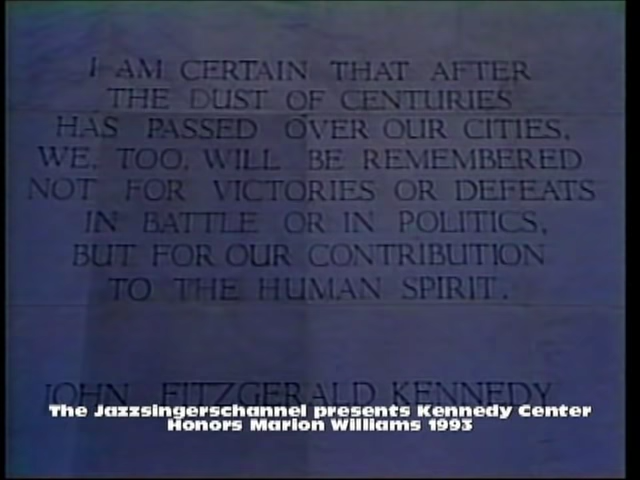 I AM CERTAIN THAT AFTER
THE DUST OF CENTURIES
HAS PASSED OVER OUR CITIES,
WE, TOO, WILL BE REMEMBERED
NOT FOR VICTORIES OR DEFEATS
IN BATTLE OR IN POLITICS,
BUT FOR OUR CONTRIBUTION
TO THE HUMAN SPIRIT.
JOHN FITZGERALD KENNEDY
The Jazzsingerschannel presents Kennedy Center
Honors Marion Williams 1993